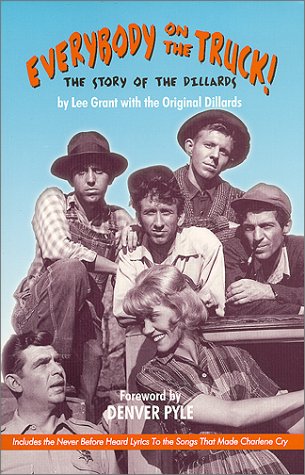 EVERYBODY ON THE TRUCK!
THE STORY OF THE DILLARDS
by Lee Grant with the Original Dillards
Foreword by
DENVER PYLE
Includes the Never Before Heard Lyrics To the Songs That Made Charlene Cry